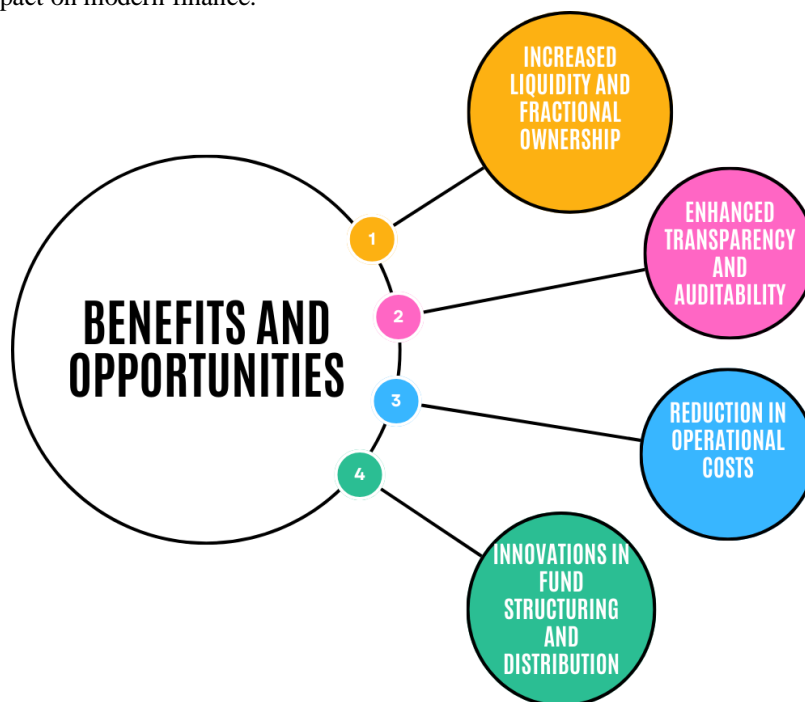 pact on modern finance.
INCREASED
LIQUIDITY AND
FRACTIONAL
OWNERSHIP
1
ENHANCED
TRANSPARENCY
AND
AUDITABILITY
2
BENEFITS AND
OPPORTUNITIES
3
REDUCTION IN
OPERATIONAL
COSTS
4
INNOVATIONS IN
FUND
STRUCTURING
AND
DISTRIBUTION